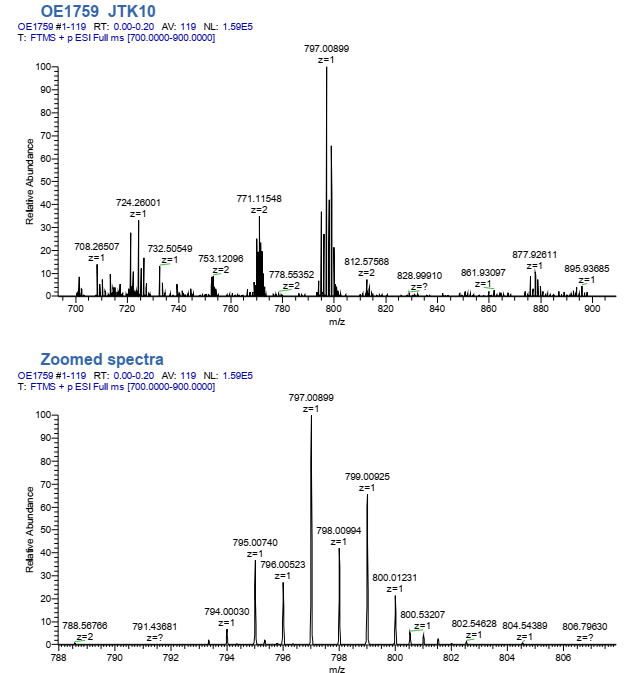 OE1759 JTK10
OE1759 #1-119 RT: 0.00-0.20 AV: 119 NL: 1.59E5
T: FTMS + p ESI Full ms [700.0000-900.0000]
797.00899
z=1
100
90
80
70
60
50
40
30
20
10
0
Relative Abundance
724.26001
z=1
771.11548
z=2
708.26507
z=1
732.50549
z=1
753.12096
z=2
778.55352
z=2
812.57568
z=2
828.99910
z=?
861.93097
z=1
877.92611
z=1
895.93685
z=1
700 720 740 760 780 800 820 840 860 880 900
m/z
Zoomed spectra
OE1759 #1-119 RT: 0.00-0.20 AV: 119 NL: 1.59E5
T: FTMS + p ESI Full ms [700.0000-900.0000]
797.00899
z=1
100
90
80
70
60
50
40
30
20
10
0
Relative Abundance
799.00925
z=1
795.00740
z=1
798.00994
z=1
796.00523
z=1
800.01231
z=1
794.00030
z=1
800.53207
z=1
788.56766
z=2
791.43681
z=?
802.54628
z=1
804.54389
z=1
806.79630
z=?
788 790 792 794 796 798 800 802 804 806
m/z